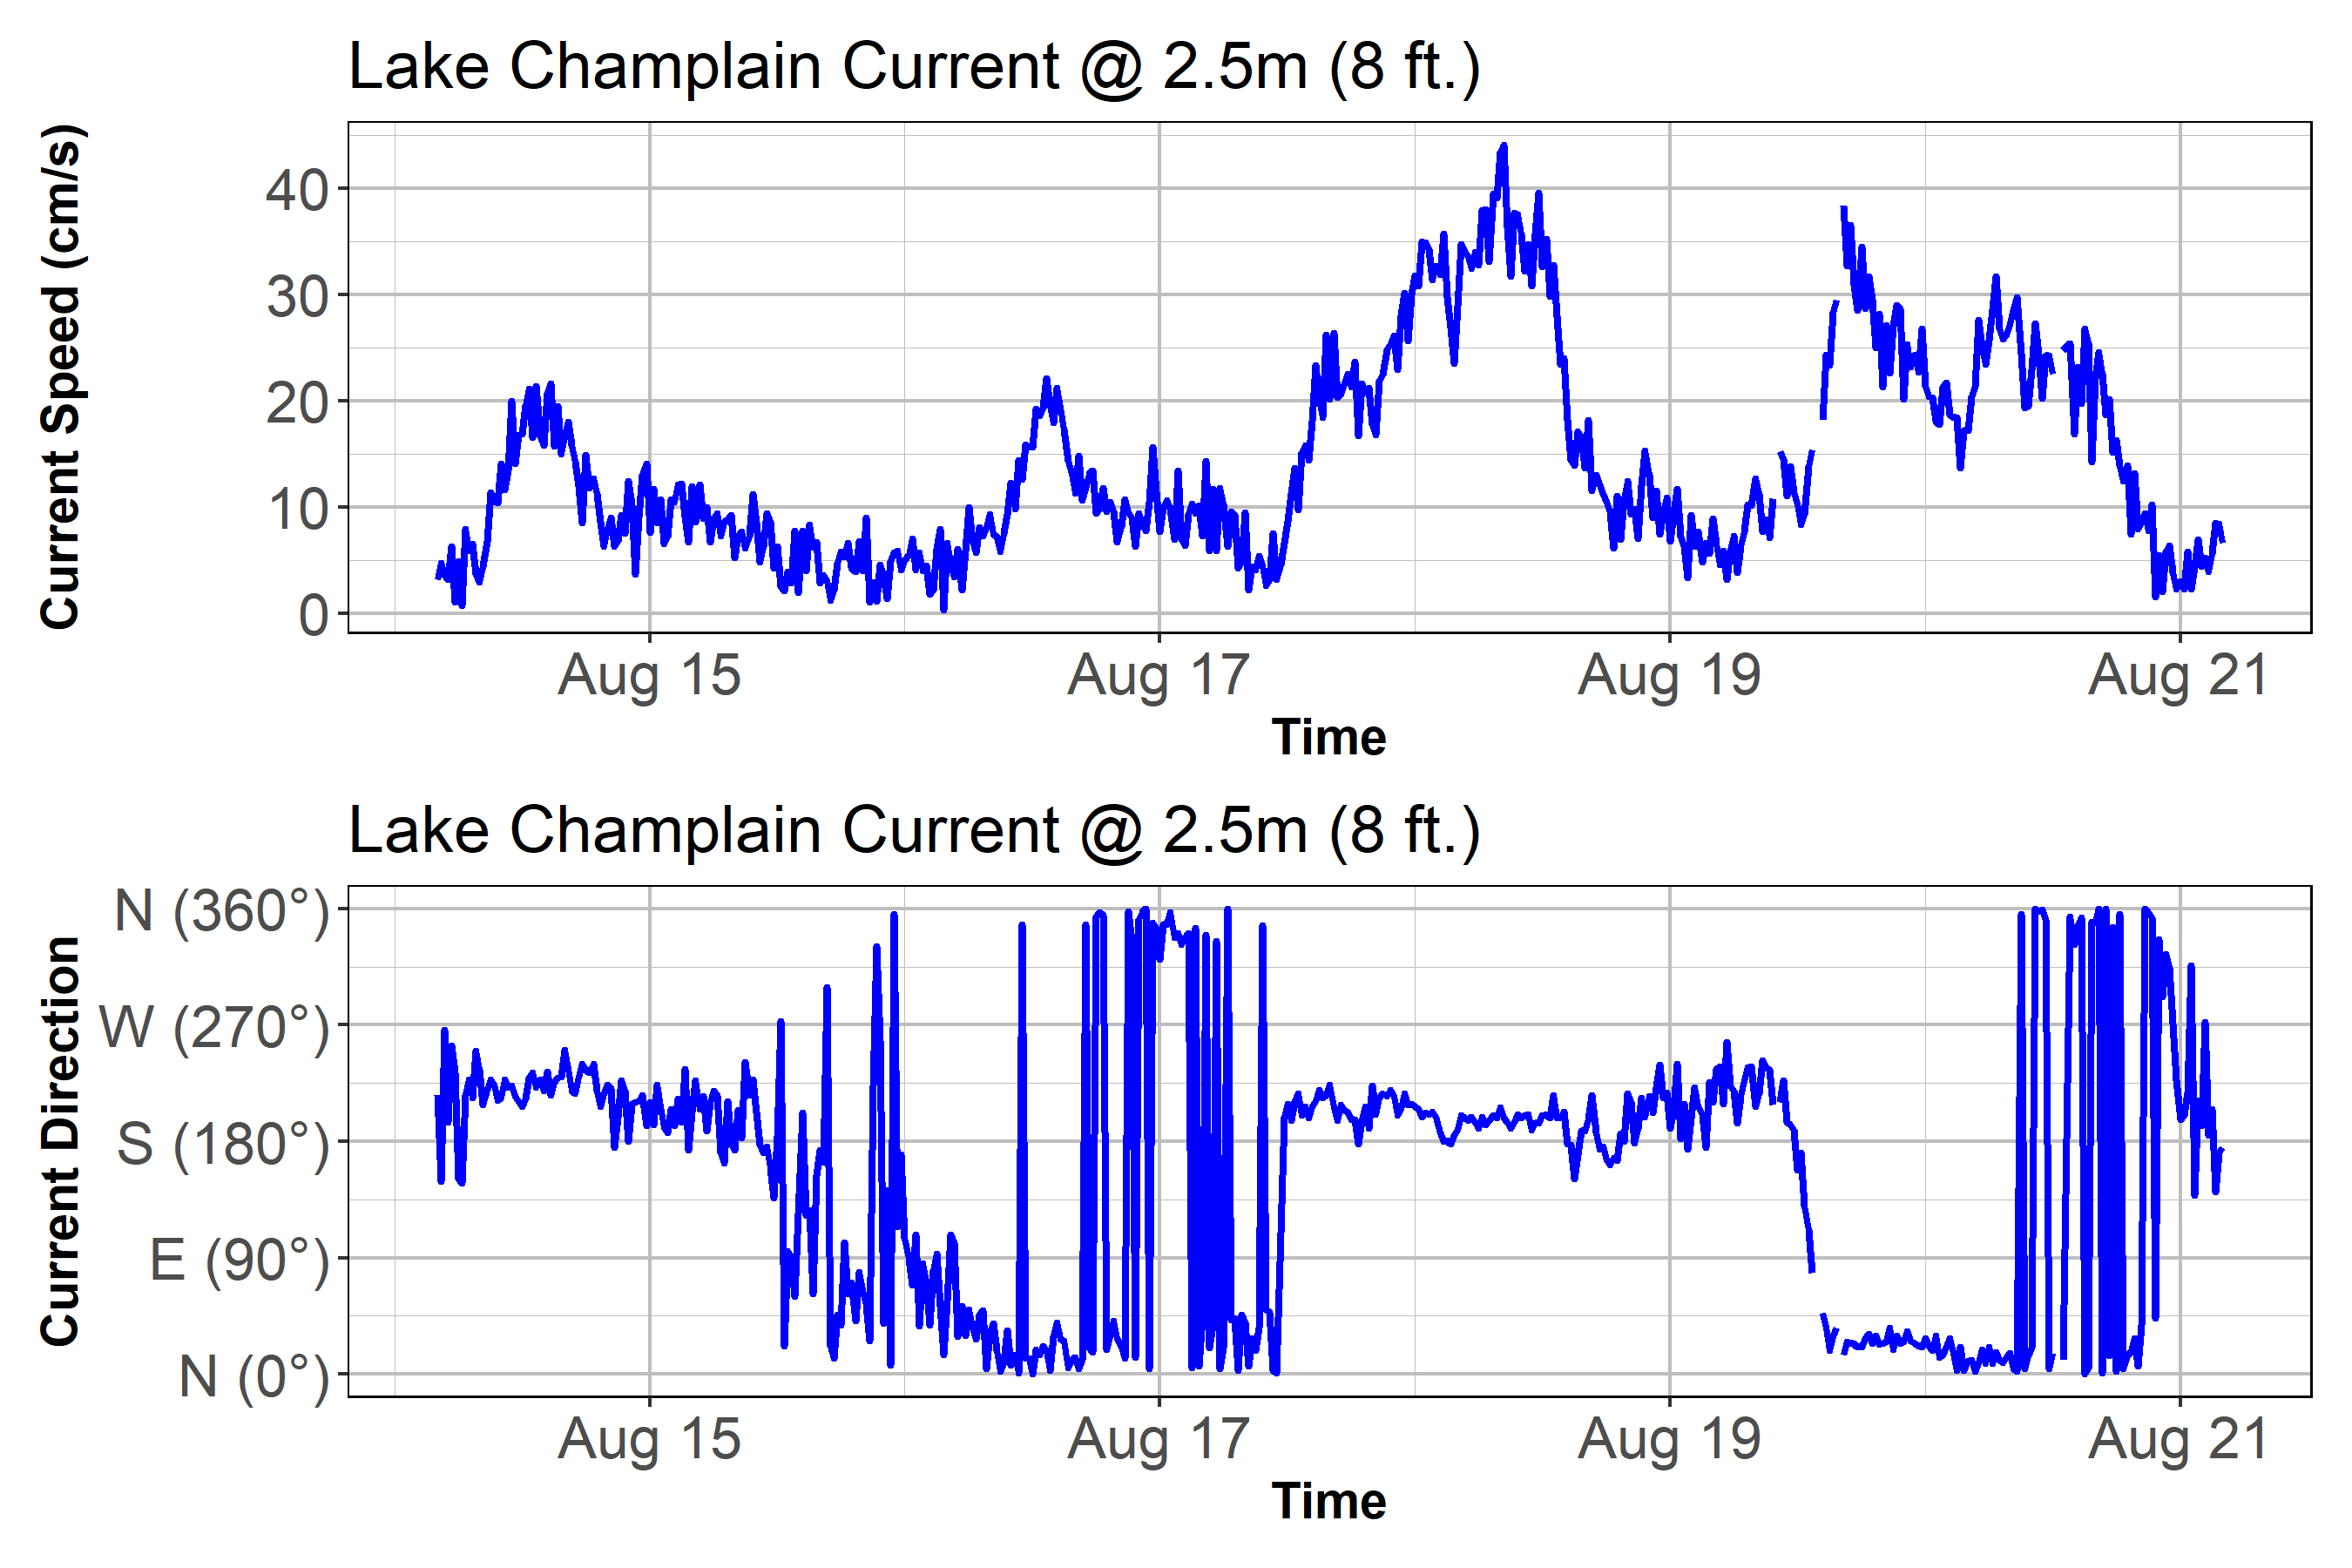 Lake Champlain Current @ 2.5m (8 ft.)
Current Speed (cm/s)
40
30
20
10
0
Aug 15 Aug 17 Aug 19 Aug 21
Time
Lake Champlain Current @ 2.5m (8 ft.)
Current Direction
N (360°)
W (270°)
S (180°)
E (90°)
N (0°)
Aug 15 Aug 17 Aug 19 Aug 21
Time